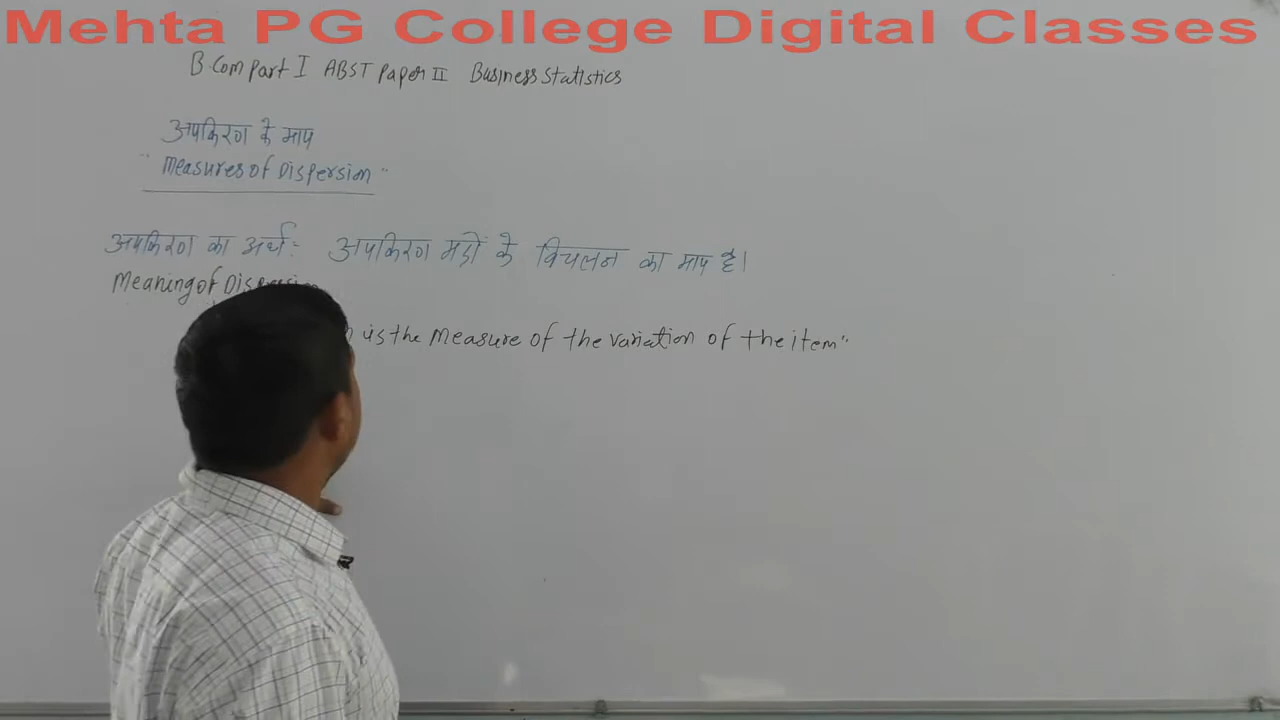 Mehta PG College Digital Classes
B.Com Part I ABST Paper II Business Statistics
अपकिरण के माप
"Measures of Dispersion"
अपकिरण का अर्थ:- अपकिरण मदों के विचलन का माप है।
Meaning of Dispersion
is the Measure of the variation of the item"